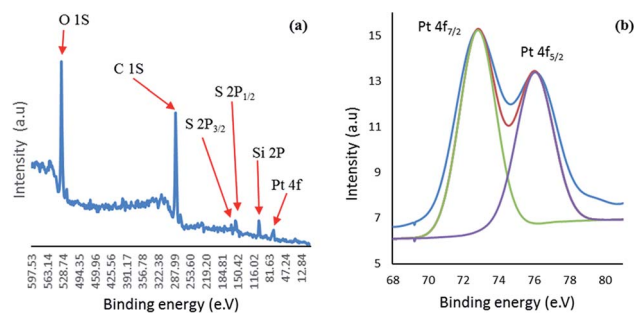 (a)
O 1S
C 1S
S 2P1/2
S 2P3/2
Si 2P
Pt 4f
Intensity (a.u)
597.53
563.14
528.74
494.35
459.96
425.56
391.17
356.78
322.38
287.99
253.60
219.20
184.81
150.42
116.02
81.63
47.24
12.84
Binding energy (e.V)
(b)
Pt 4f7/2
Pt 4f5/2
Intensity (a.u)
15
13
11
9
7
5
68 70 72 74 76 78 80
Binding energy (e.V)